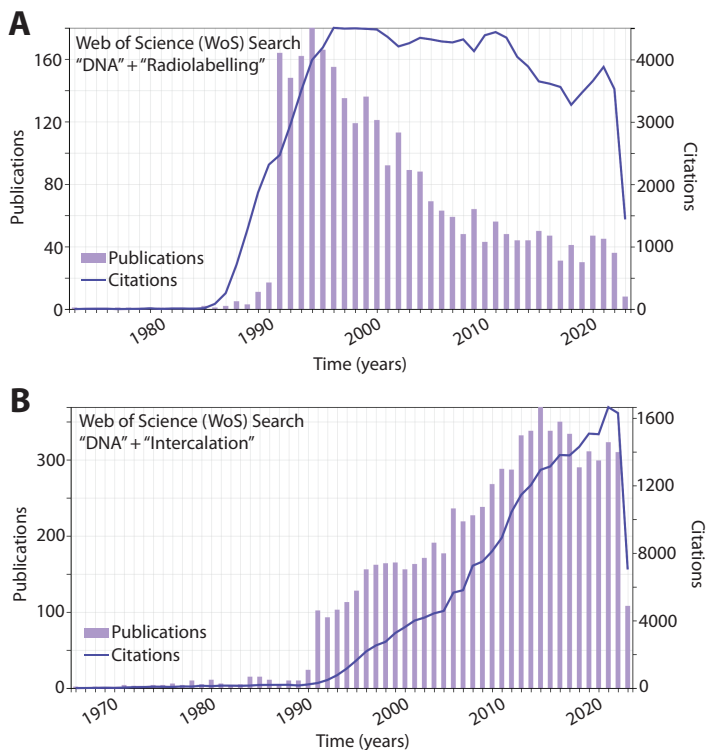 A
Web of Science (WoS) Search
“DNA” + “Radiolabelling”
160
120
80
40
0
Publications
4000
3000
2000
1000
0
Citations
Publications
Citations
1980
1990
2000
2010
2020
Time (years)
B
Web of Science (WoS) Search
“DNA” + “Intercalation”
300
200
100
0
Publications
1600
1200
8000
4000
0
Citations
Publications
Citations
1970
1980
1990
2000
2010
2020
Time (years)